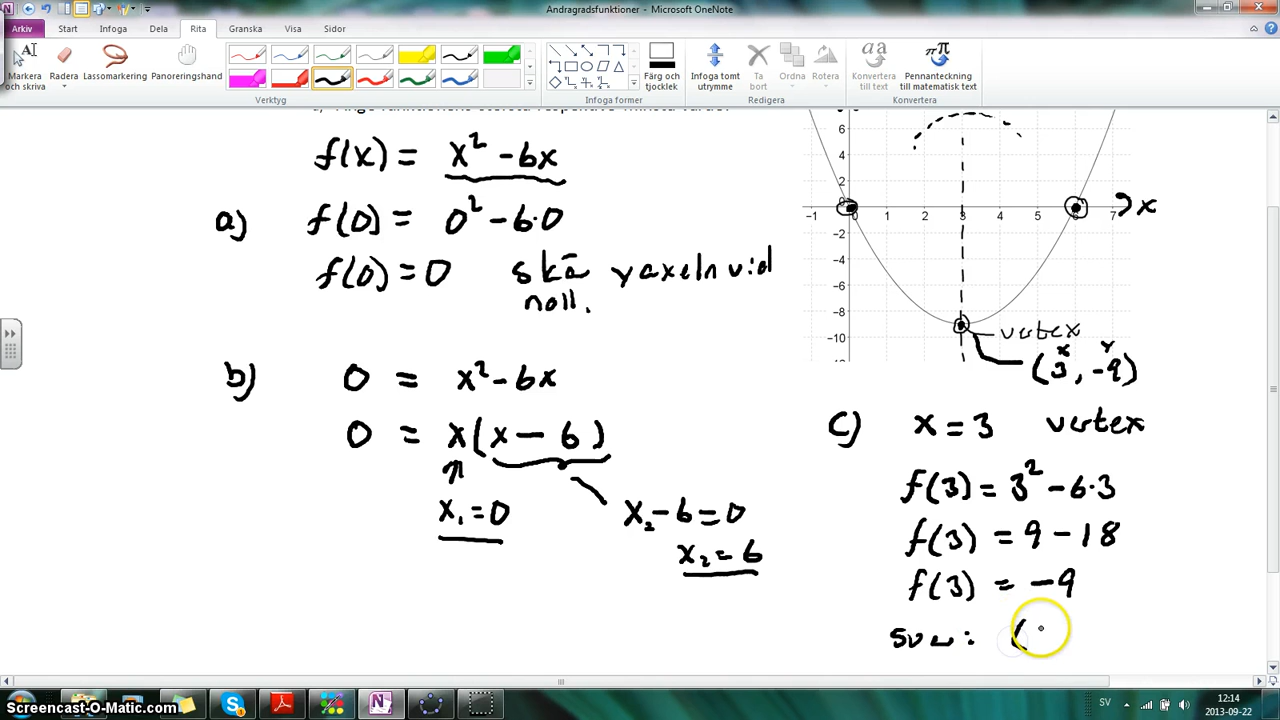 Andragradsfunktioner - Microsoft OneNote
Arkiv Start Infoga Dela Rita Granska Visa Sidor
Markera och skriva
Radera
Lassomarkering
Panoreringshand
Färg och tjocklek
Infoga tomt utrymme
Ta bort
Ordna
Rotera
Konvertera till text
Pennanteckning till matematisk text
Verktyg
Infoga former
Redigera
Konvertera
f(x) = x² - 6x
a) f(0) = 0² - 6·0
f(0) = 0 skä yaxeln vid
noll.
b) 0 = x² - 6x
0 = x(x - 6)
x₁ = 0
x₂ - 6 = 0
x₂ = 6
6
4
2
0
-1 0 1 2 3 4 5 6 7 x
-2
-4
-6
-8
-10
vertex
x y
(3, -9)
c) x = 3 vertex
f(3) = 3² - 6·3
f(3) = 9 - 18
f(3) = -9
svar: (
SCREENCAST-O-MATIC.com
SV
12:14
2013-09-22